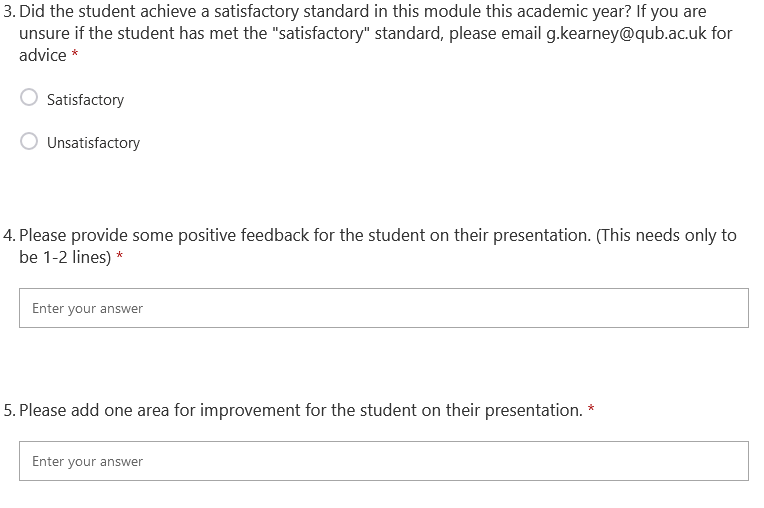 3. Did the student achieve a satisfactory standard in this module this academic year? If you are
unsure if the student has met the "satisfactory" standard, please email g.kearney@qub.ac.uk for
advice *
Satisfactory
Unsatisfactory
4. Please provide some positive feedback for the student on their presentation. (This needs only to
be 1-2 lines) *
Enter your answer
5. Please add one area for improvement for the student on their presentation. *
Enter your answer